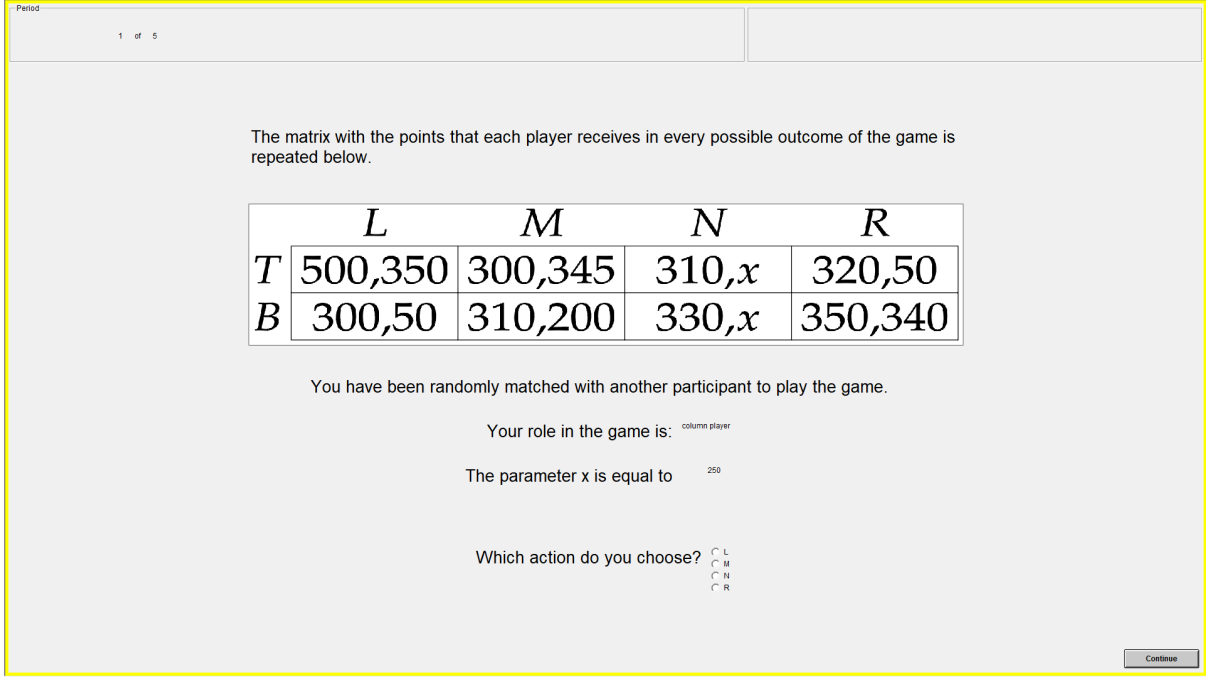 Period
1 of 5
The matrix with the points that each player receives in every possible outcome of the game is
repeated below.
L M N R
T 500,350 300,345 310,x 320,50
B 300,50 310,200 330,x 350,340
You have been randomly matched with another participant to play the game.
Your role in the game is: column player
The parameter x is equal to 250
Which action do you choose? L
M
N
R
Continue